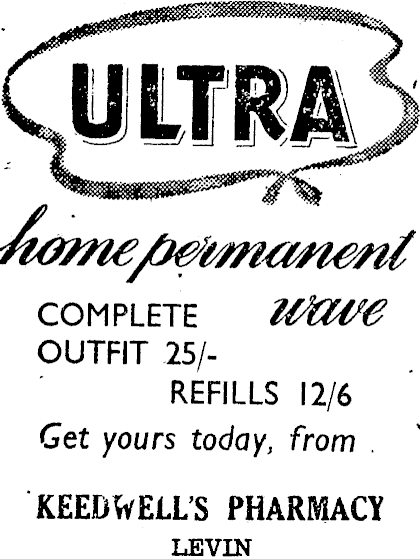 ULTRA
home permanent
wave
COMPLETE
OUTFIT 25/-
REFILLS 12/6
Get yours today, from
KEEDWELL'S PHARMACY
LEVIN